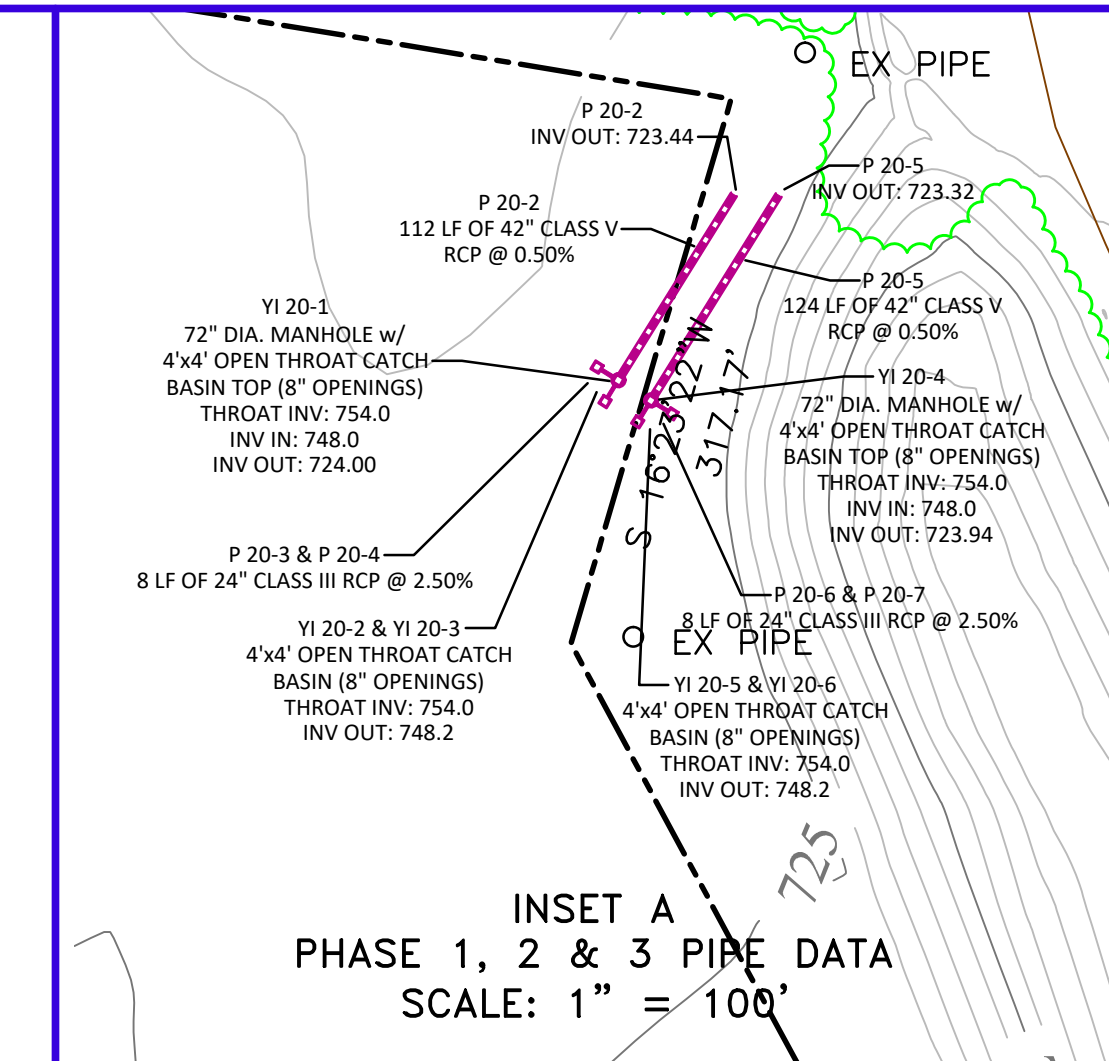 EX PIPE
P 20-2
INV OUT: 723.44
P 20-5
INV OUT: 723.32
P 20-2
112 LF OF 42" CLASS V
RCP @ 0.50%
P 20-5
124 LF OF 42" CLASS V
RCP @ 0.50%
YI 20-1
72" DIA. MANHOLE w/
4'x4' OPEN THROAT CATCH
BASIN TOP (8" OPENINGS)
THROAT INV: 754.0
INV IN: 748.0
INV OUT: 724.00
YI 20-4
72" DIA. MANHOLE w/
4'x4' OPEN THROAT CATCH
BASIN TOP (8" OPENINGS)
THROAT INV: 754.0
INV IN: 748.0
INV OUT: 723.94
S 16°23'22"W
317.17'
P 20-3 & P 20-4
8 LF OF 24" CLASS III RCP @ 2.50%
P 20-6 & P 20-7
8 LF OF 24" CLASS III RCP @ 2.50%
YI 20-2 & YI 20-3
4'x4' OPEN THROAT CATCH
BASIN (8" OPENINGS)
THROAT INV: 754.0
INV OUT: 748.2
EX PIPE
YI 20-5 & YI 20-6
4'x4' OPEN THROAT CATCH
BASIN (8" OPENINGS)
THROAT INV: 754.0
INV OUT: 748.2
725
INSET A
PHASE 1, 2 & 3 PIPE DATA
SCALE: 1" = 100'